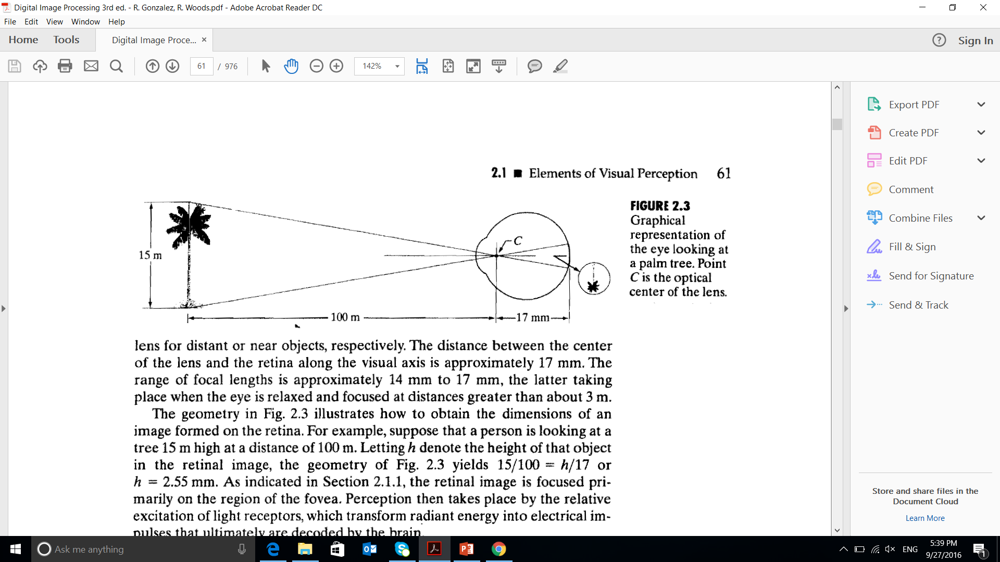 Digital Image Processing 3rd ed. - R. Gonzalez, R. Woods.pdf - Adobe Acrobat Reader DC
File Edit View Window Help
Home Tools Digital Image Proce... × ? Sign In
61 / 976 142%
2.1 ■ Elements of Visual Perception 61
15 m
C
100 m
17 mm
FIGURE 2.3
Graphical
representation of
the eye looking at
a palm tree. Point
C is the optical
center of the lens.
lens for distant or near objects, respectively. The distance between the center
of the lens and the retina along the visual axis is approximately 17 mm. The
range of focal lengths is approximately 14 mm to 17 mm, the latter taking
place when the eye is relaxed and focused at distances greater than about 3 m.
The geometry in Fig. 2.3 illustrates how to obtain the dimensions of an
image formed on the retina. For example, suppose that a person is looking at a
tree 15 m high at a distance of 100 m. Letting h denote the height of that object
in the retinal image, the geometry of Fig. 2.3 yields 15/100 = h/17 or
h = 2.55 mm. As indicated in Section 2.1.1, the retinal image is focused pri-
marily on the region of the fovea. Perception then takes place by the relative
excitation of light receptors, which transform radiant energy into electrical im-
pulses that ultimately are decoded by the brain.
Export PDF
Create PDF
Edit PDF
Comment
Combine Files
Fill & Sign
Send for Signature
Send & Track
Store and share files in the
Document Cloud
Learn More
Ask me anything
ENG
5:39 PM
9/27/2016
1